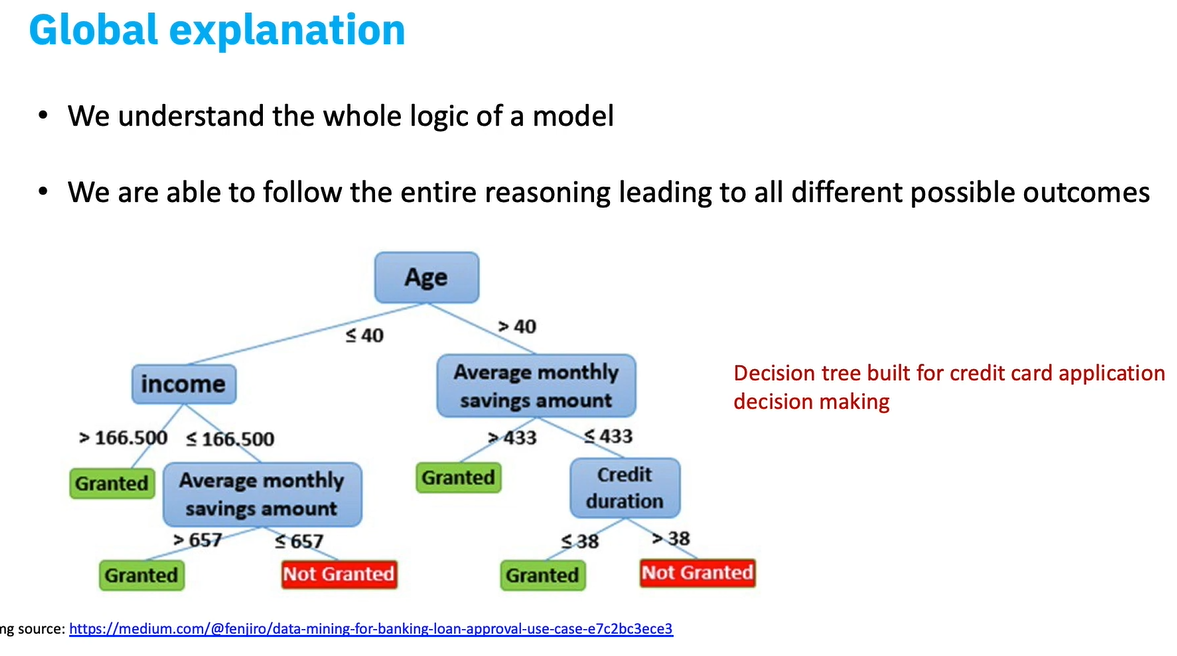 Global explanation
• We understand the whole logic of a model
• We are able to follow the entire reasoning leading to all different possible outcomes
Age
≤ 40
> 40
income
Average monthly
savings amount
Decision tree built for credit card application
decision making
> 166.500
≤ 166.500
> 433
≤ 433
Granted
Average monthly
savings amount
Granted
Credit
duration
> 657
≤ 657
≤ 38
> 38
Granted
Not Granted
Granted
Not Granted
mg source: https://medium.com/@fenjiro/data-mining-for-banking-loan-approval-use-case-e7c2bc3ece3